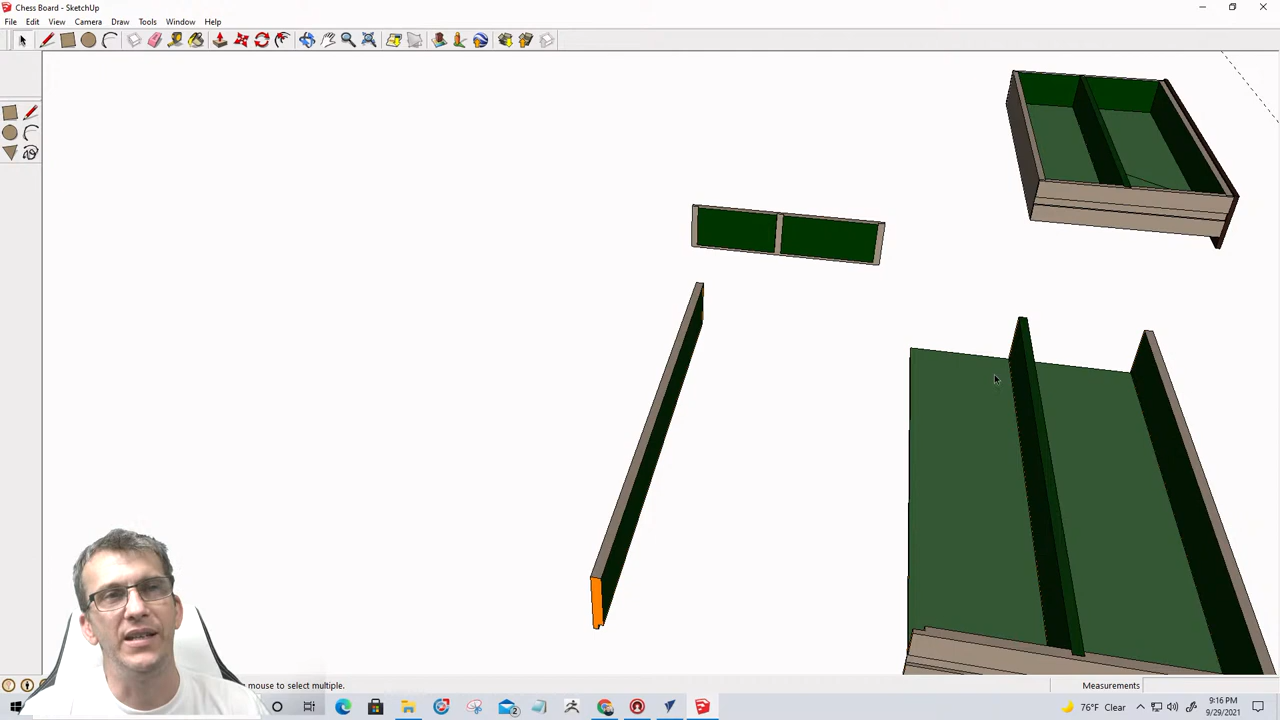 Chess Board - SketchUp
File Edit View Camera Draw Tools Window Help
mouse to select multiple.
Measurements
2
76°F Clear
9:16 PM
9/29/2021